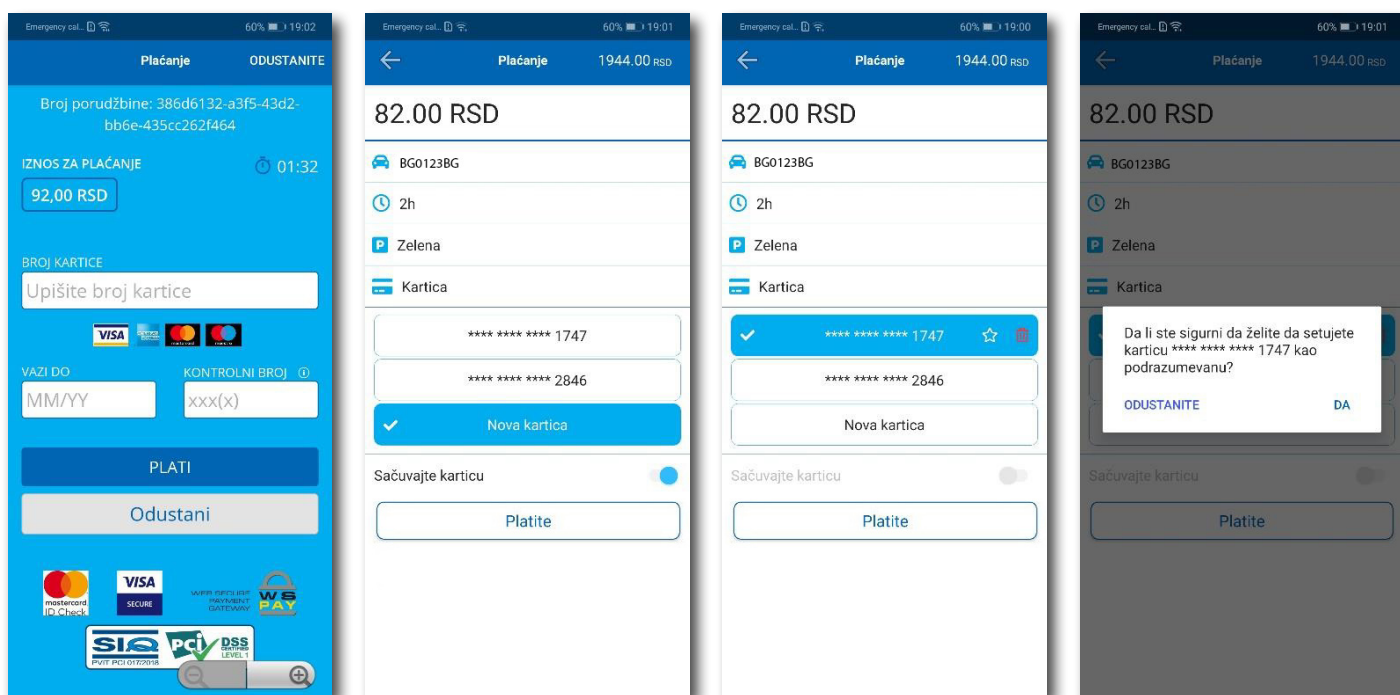 Emergency cal...
60%
19:02
Plaćanje
ODUSTANITE
Broj porudžbine: 386d6132-a3f5-43d2-
bb6e-435cc262f464
IZNOS ZA PLAĆANJE
01:32
92,00 RSD
BROJ KARTICE
Upišite broj kartice
VISA
mastercard
VAZI DO
KONTROLNI BROJ
MM/YY
xxx(x)
PLATI
Odustani
mastercard
ID Check
VISA
SECURE
WEB SECURE
PAYMENT
GATEWAY
WS
PAY
SIQ
PVIT PCI 017/2018
PCI
DSS
CERTIFIED
LEVEL 1
Emergency cal...
60%
19:01
Plaćanje
1944.00 RSD
82.00 RSD
BG0123BG
2h
P
Zelena
Kartica
**** **** **** 1747
**** **** **** 2846
Nova kartica
Sačuvajte karticu
Platite
Emergency cal...
60%
19:00
Plaćanje
1944.00 RSD
82.00 RSD
BG0123BG
2h
P
Zelena
Kartica
**** **** **** 1747
**** **** **** 2846
Nova kartica
Sačuvajte karticu
Platite
Emergency cal...
60%
19:01
Plaćanje
1944.00 RSD
82.00 RSD
BG0123BG
2h
P
Zelena
Kartica
Da li ste sigurni da želite da setujete
karticu **** **** **** 1747 kao
podrazumevanu?
ODUSTANITE
DA
Sačuvajte karticu
Platite